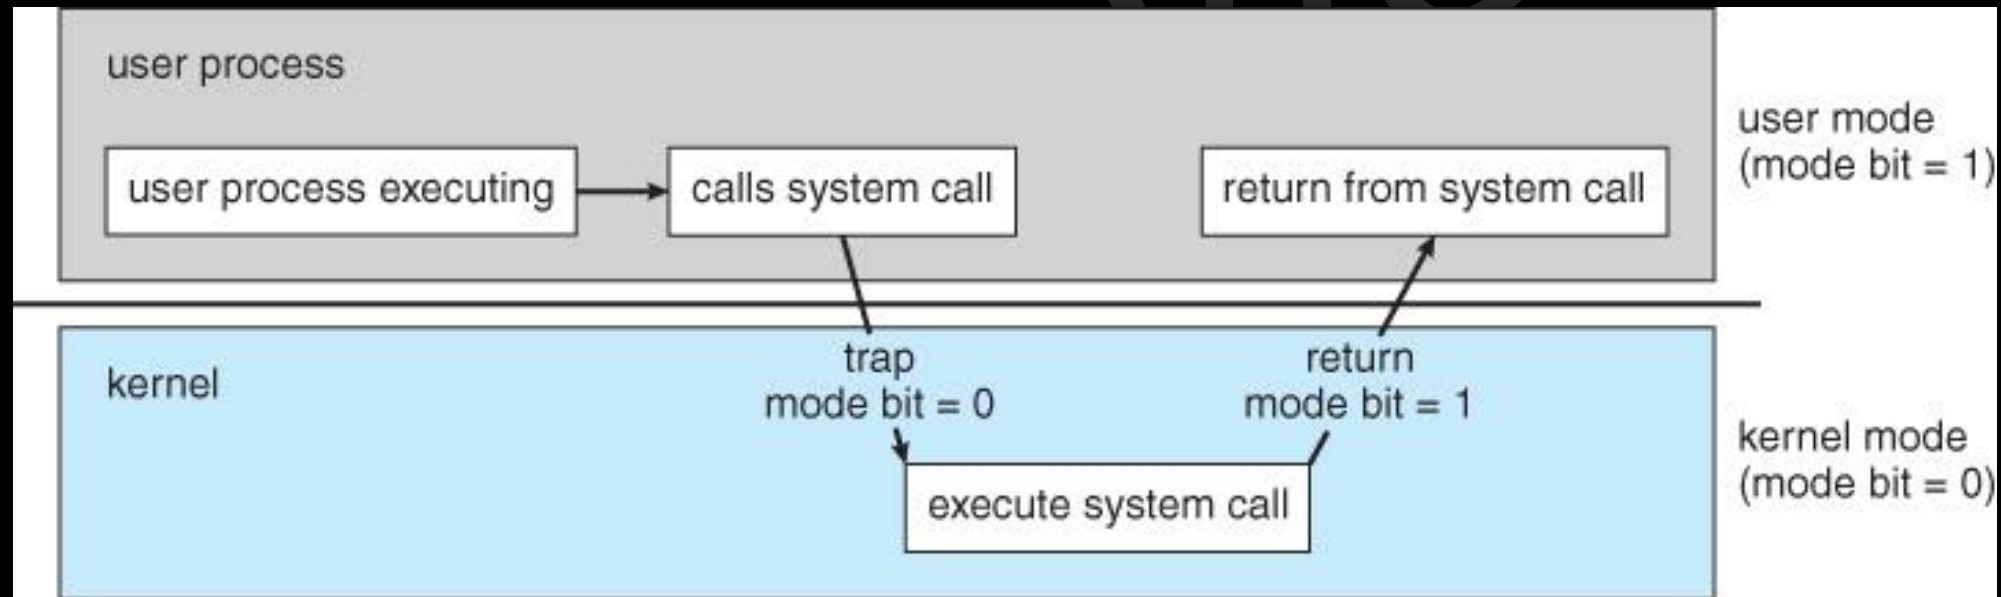 user process
user process executing
calls system call
return from system call
user mode
(mode bit = 1)
kernel
trap
mode bit = 0
return
mode bit = 1
execute system call
kernel mode
(mode bit = 0)